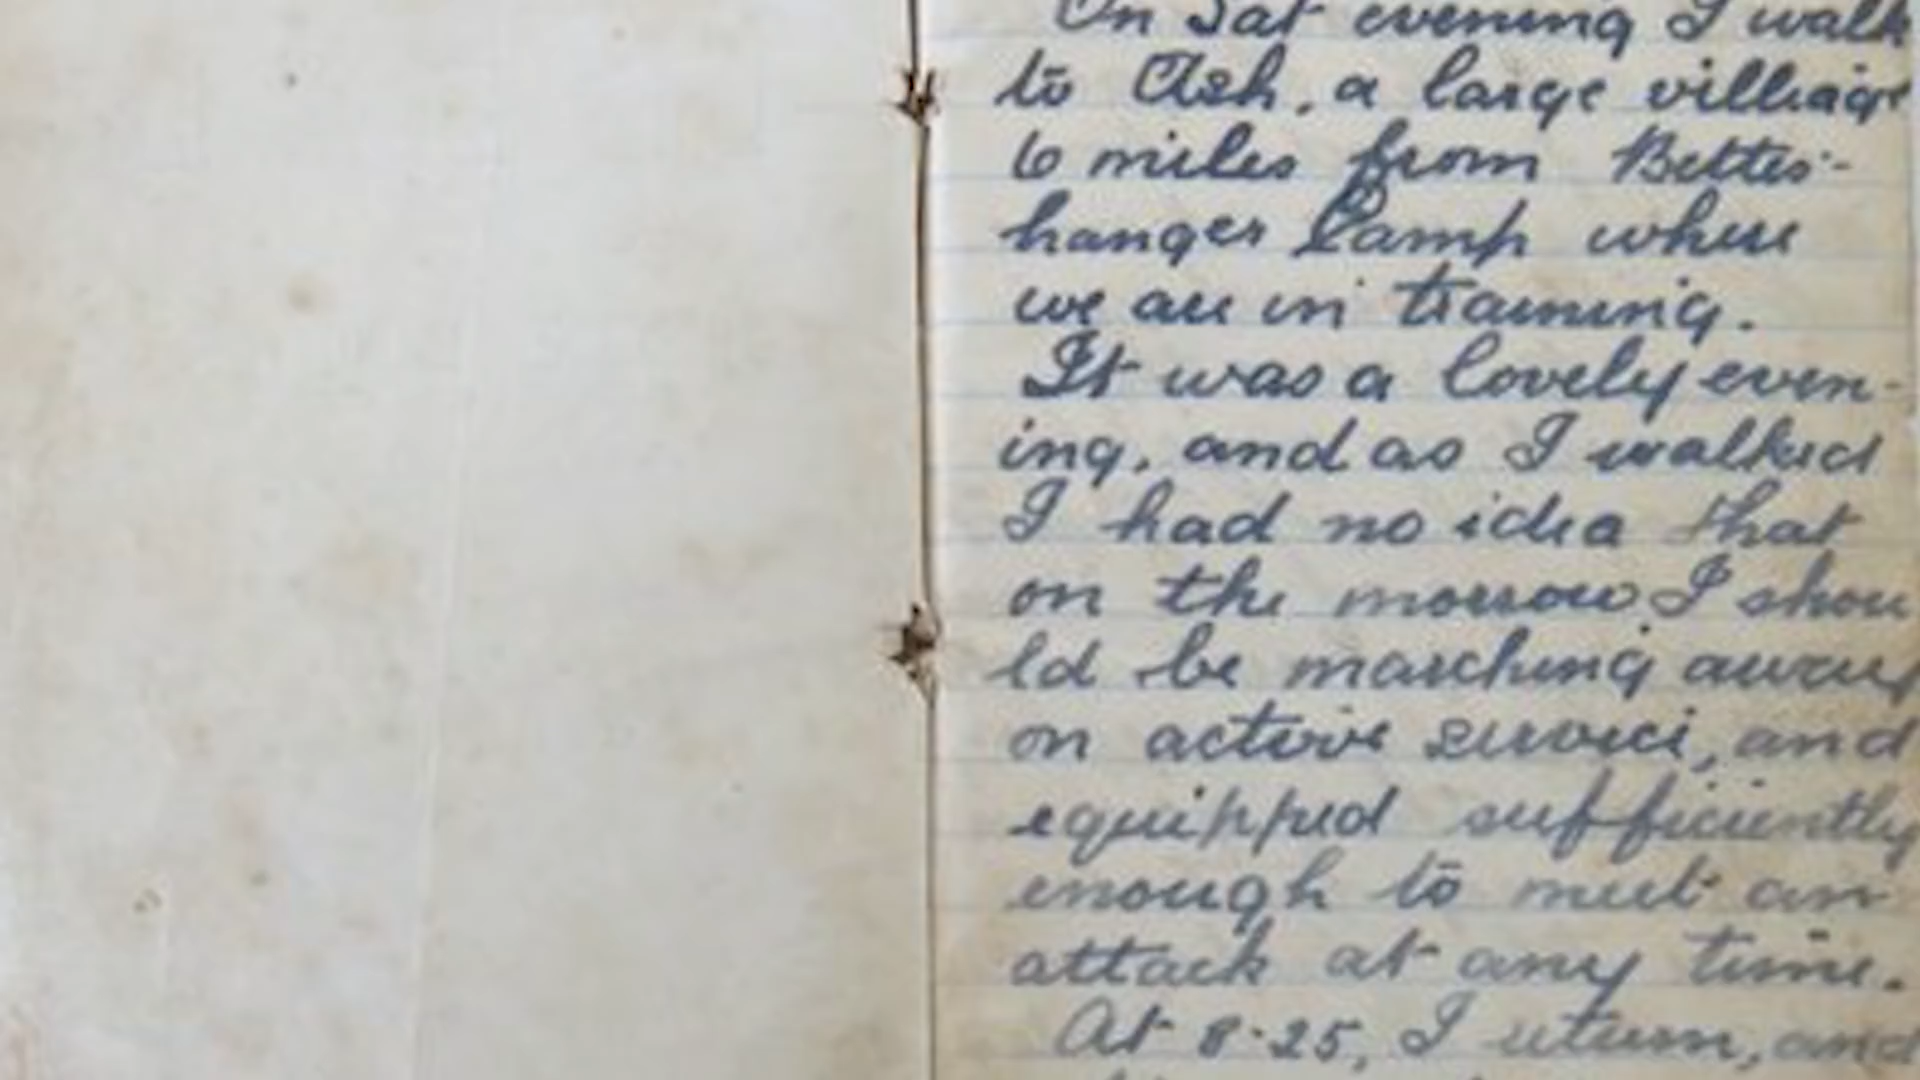 On Sat evening I walk
to Ash, a large villiage
6 miles from Bettes-
hanger Camp where
we are in training.
It was a lovely even-
ing, and as I walked
I had no idea that
on the morrow I shou
ld be marching away
on active service, and
equipped sufficiently
enough to meet an
attack at any time.
At 8.25, I return, and